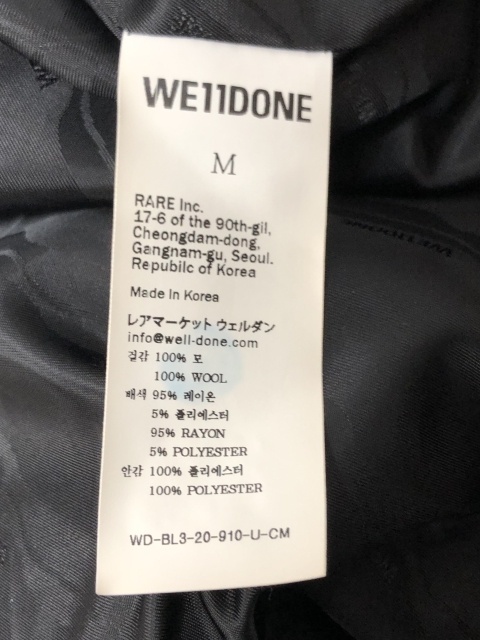 WE11DONE
M
RARE Inc.
17-6 of the 90th-gil,
Cheongdam-dong,
Gangnam-gu, Seoul.
Republic of Korea
Made In Korea
レアマーケット ウェルダン
info@well-done.com
겉감 100% 모
100% WOOL
배색 95% 레이온
5% 폴리에스터
95% RAYON
5% POLYESTER
안감 100% 폴리에스터
100% POLYESTER
WD-BL3-20-910-U-CM
WE11DONE